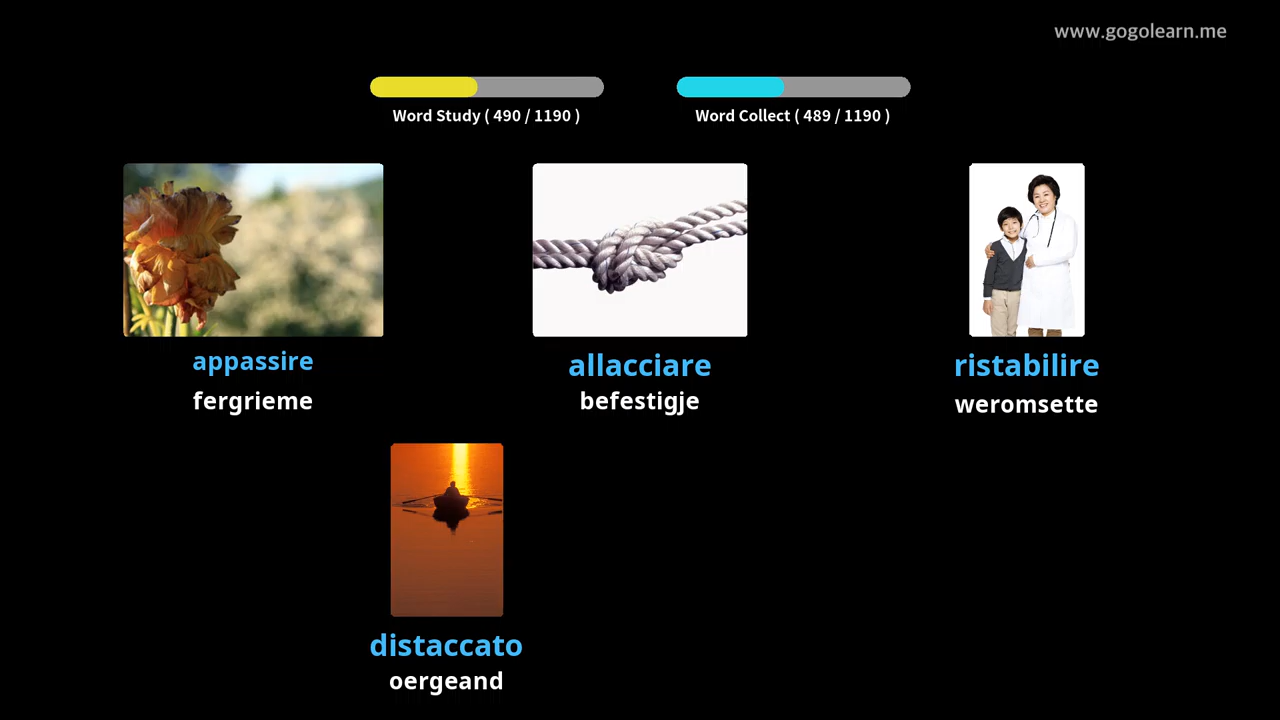 www.gogolearn.me
Word Study ( 490 / 1190 )
Word Collect ( 489 / 1190 )
appassire
fergrieme
allacciare
befestigje
ristabilire
weromsette
distaccato
oergeand